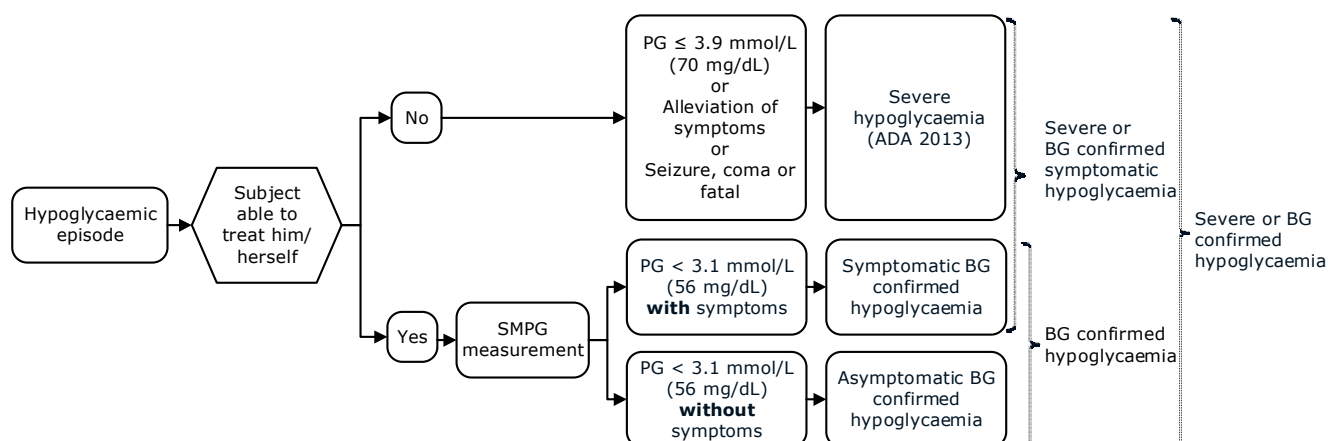 Hypoglycaemic
episode
Subject
able to
treat him/
herself
No
PG ≤ 3.9 mmol/L
(70 mg/dL)
or
Alleviation of
symptoms
or
Seizure, coma or
fatal
Severe
hypoglycaemia
(ADA 2013)
Yes
SMPG
measurement
PG < 3.1 mmol/L
(56 mg/dL)
with symptoms
Symptomatic BG
confirmed
hypoglycaemia
PG < 3.1 mmol/L
(56 mg/dL)
without
symptoms
Asymptomatic BG
confirmed
hypoglycaemia
Severe or
BG confirmed
symptomatic
hypoglycaemia
BG confirmed
hypoglycaemia
Severe or BG
confirmed
hypoglycaemia